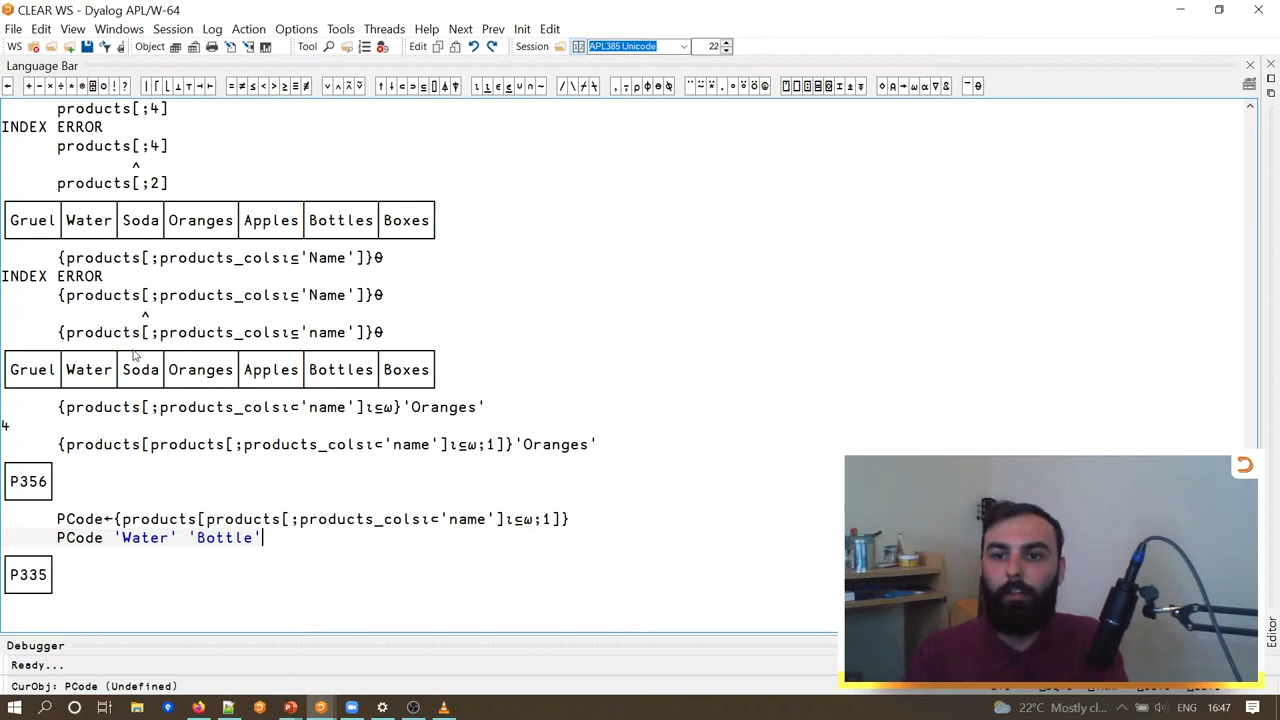 CLEAR WS - Dyalog APL/W-64
File Edit View Windows Session Log Action Options Tools Threads Help Next Prev Init Edit
WS Object Tool Edit Session APL385 Unicode 22
Language Bar
products[;4]
INDEX ERROR
products[;4]
^
products[;2]
Gruel Water Soda Oranges Apples Bottles Boxes
{products[;products_cols⍳⊆'Name']}⍬
INDEX ERROR
{products[;products_cols⍳⊆'Name']}⍬
^
{products[;products_cols⍳⊆'name']}⍬
Gruel Water Soda Oranges Apples Bottles Boxes
{products[;products_cols⍳⊂'name']⍳⊆⍵}'Oranges'
4
{products[products[;products_cols⍳⊂'name']⍳⊆⍵;1]}'Oranges'
P356
PCode←{products[products[;products_cols⍳⊂'name']⍳⊆⍵;1]}
PCode 'Water' 'Bottle'
P335
Editor
Debugger
Ready...
CurObj: PCode (Undefined)
22°C Mostly cl... ENG 16:47